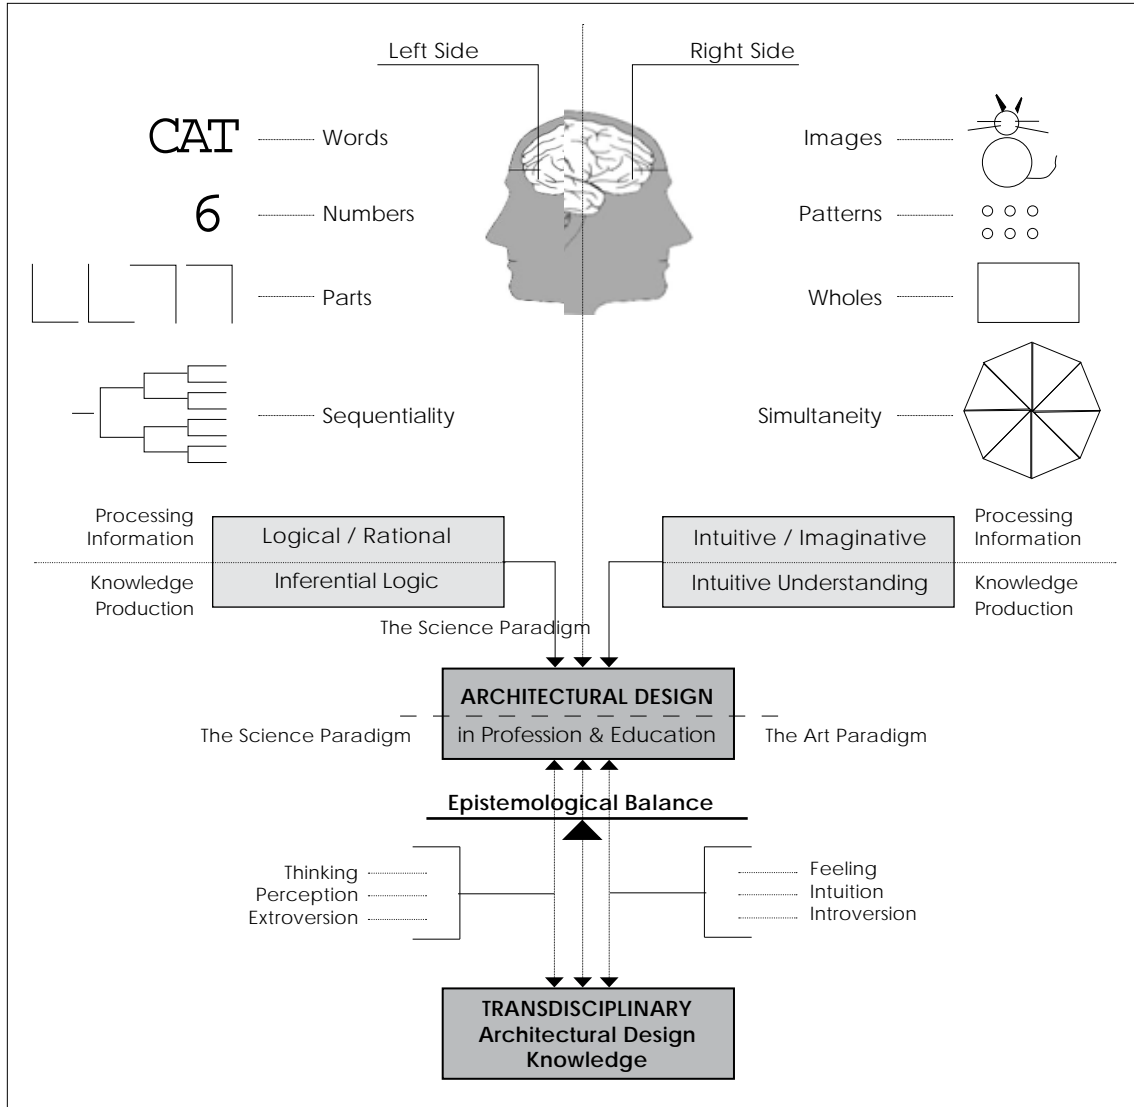 Left Side
Right Side
CAT
Words
Images
6
Numbers
Patterns
Parts
Wholes
Sequentiality
Simultaneity
Processing
Information
Logical / Rational
Intuitive / Imaginative
Processing
Information
Knowledge
Production
Inferential Logic
Intuitive Understanding
Knowledge
Production
The Science Paradigm
ARCHITECTURAL DESIGN
The Science Paradigm
in Profession & Education
The Art Paradigm
Epistemological Balance
Thinking
Perception
Extroversion
Feeling
Intuition
Introversion
TRANSDISCIPLINARY
Architectural Design
Knowledge